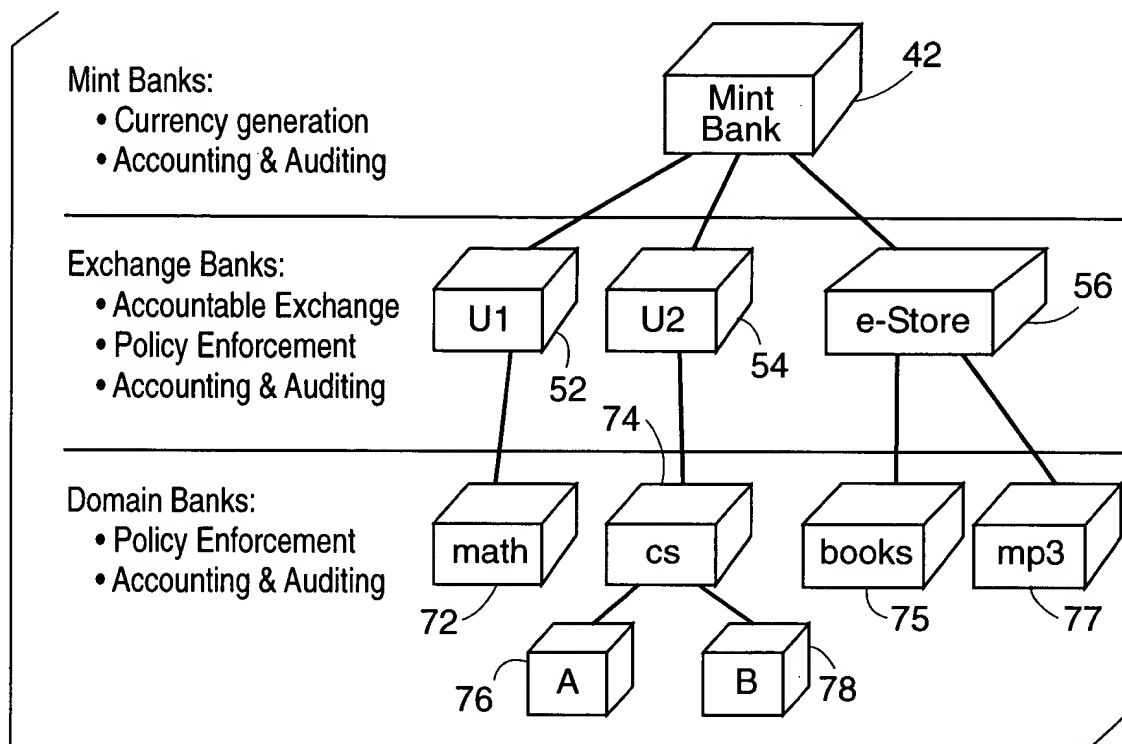 Mint Banks:
• Currency generation
• Accounting & Auditing
Mint
Bank
42
Exchange Banks:
• Accountable Exchange
• Policy Enforcement
• Accounting & Auditing
U1
52
U2
54
e-Store
56
Domain Banks:
• Policy Enforcement
• Accounting & Auditing
math
72
74
cs
books
75
mp3
77
76
A
B
78